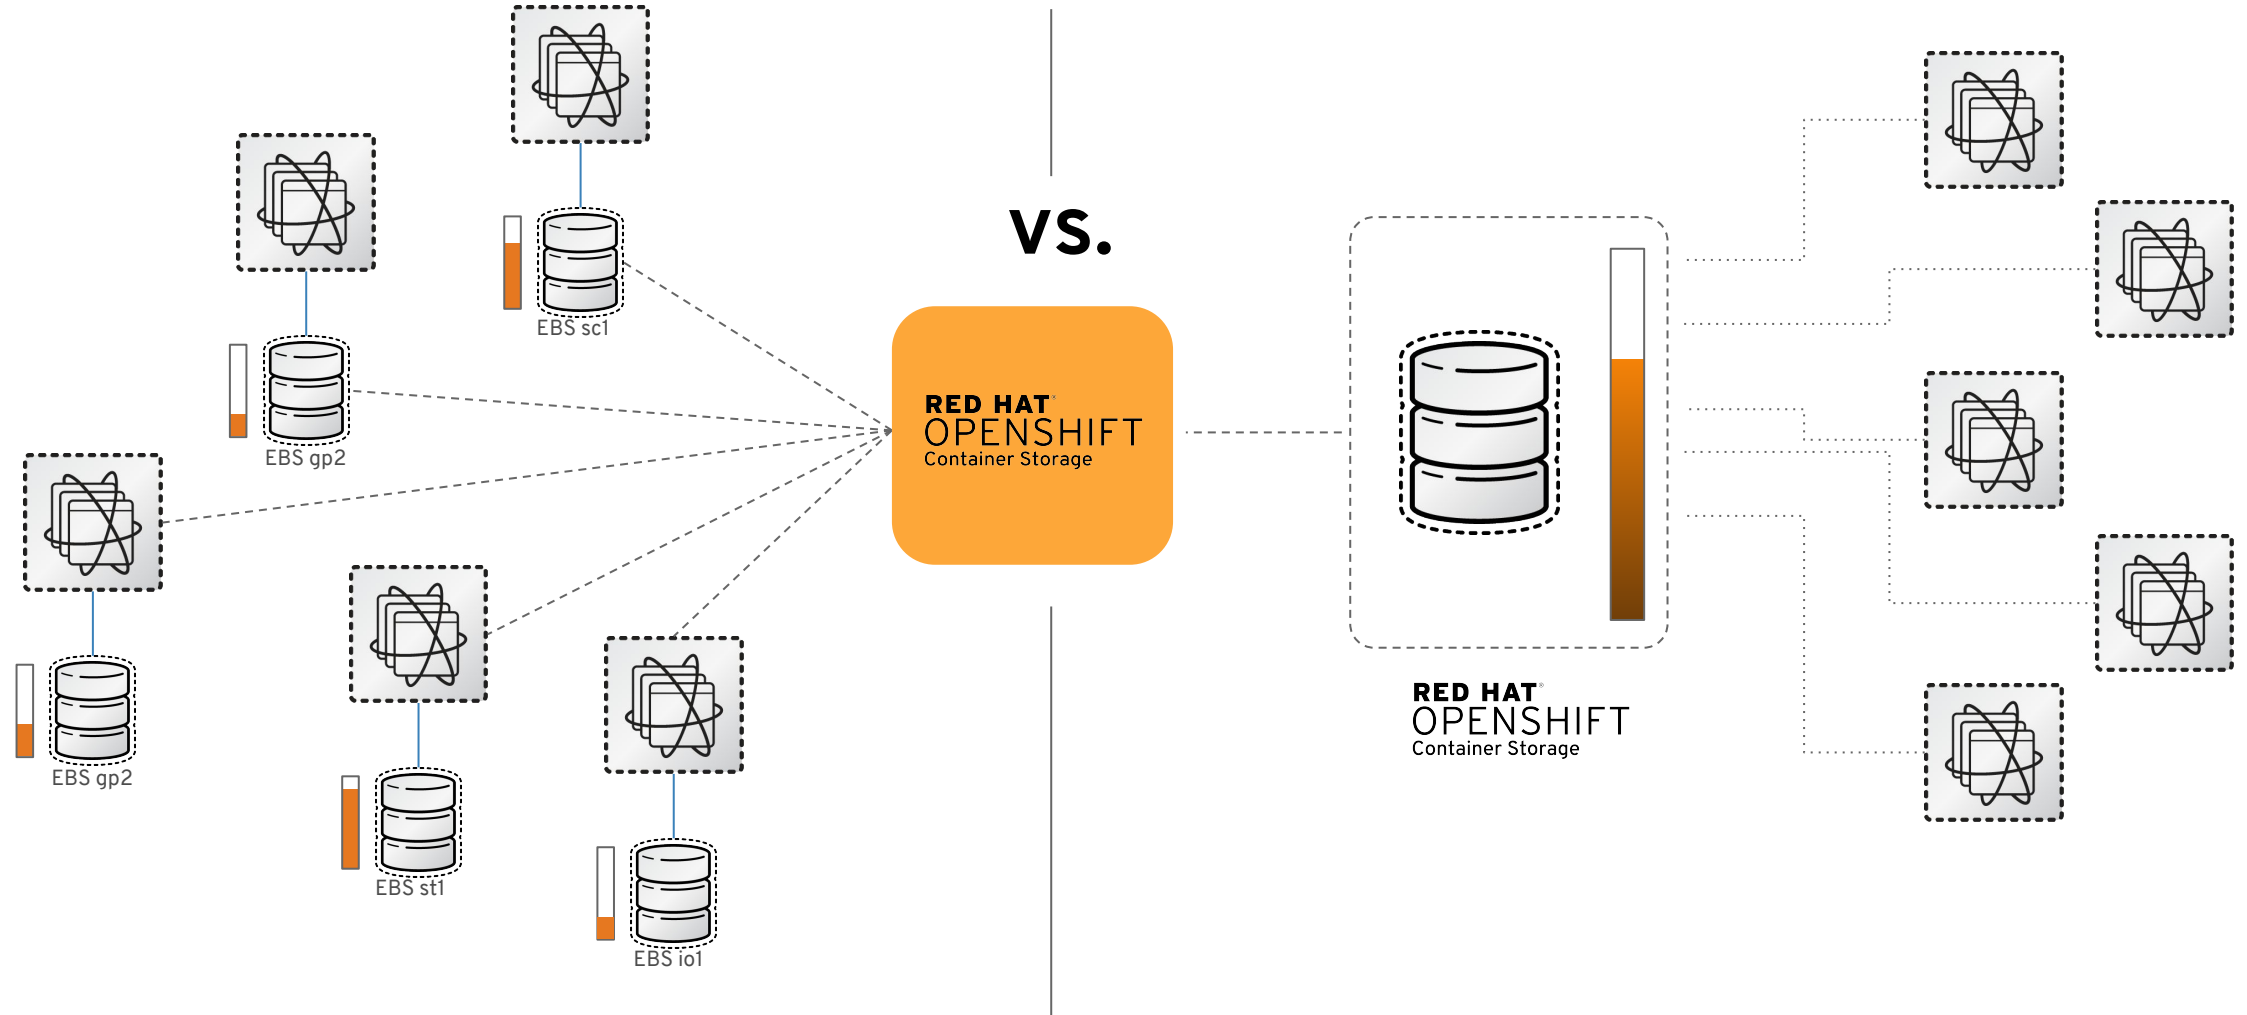 EBS sc1
EBS gp2
EBS gp2
EBS st1
EBS io1
VS.
RED HAT®
OPENSHIFT
Container Storage
RED HAT®
OPENSHIFT
Container Storage